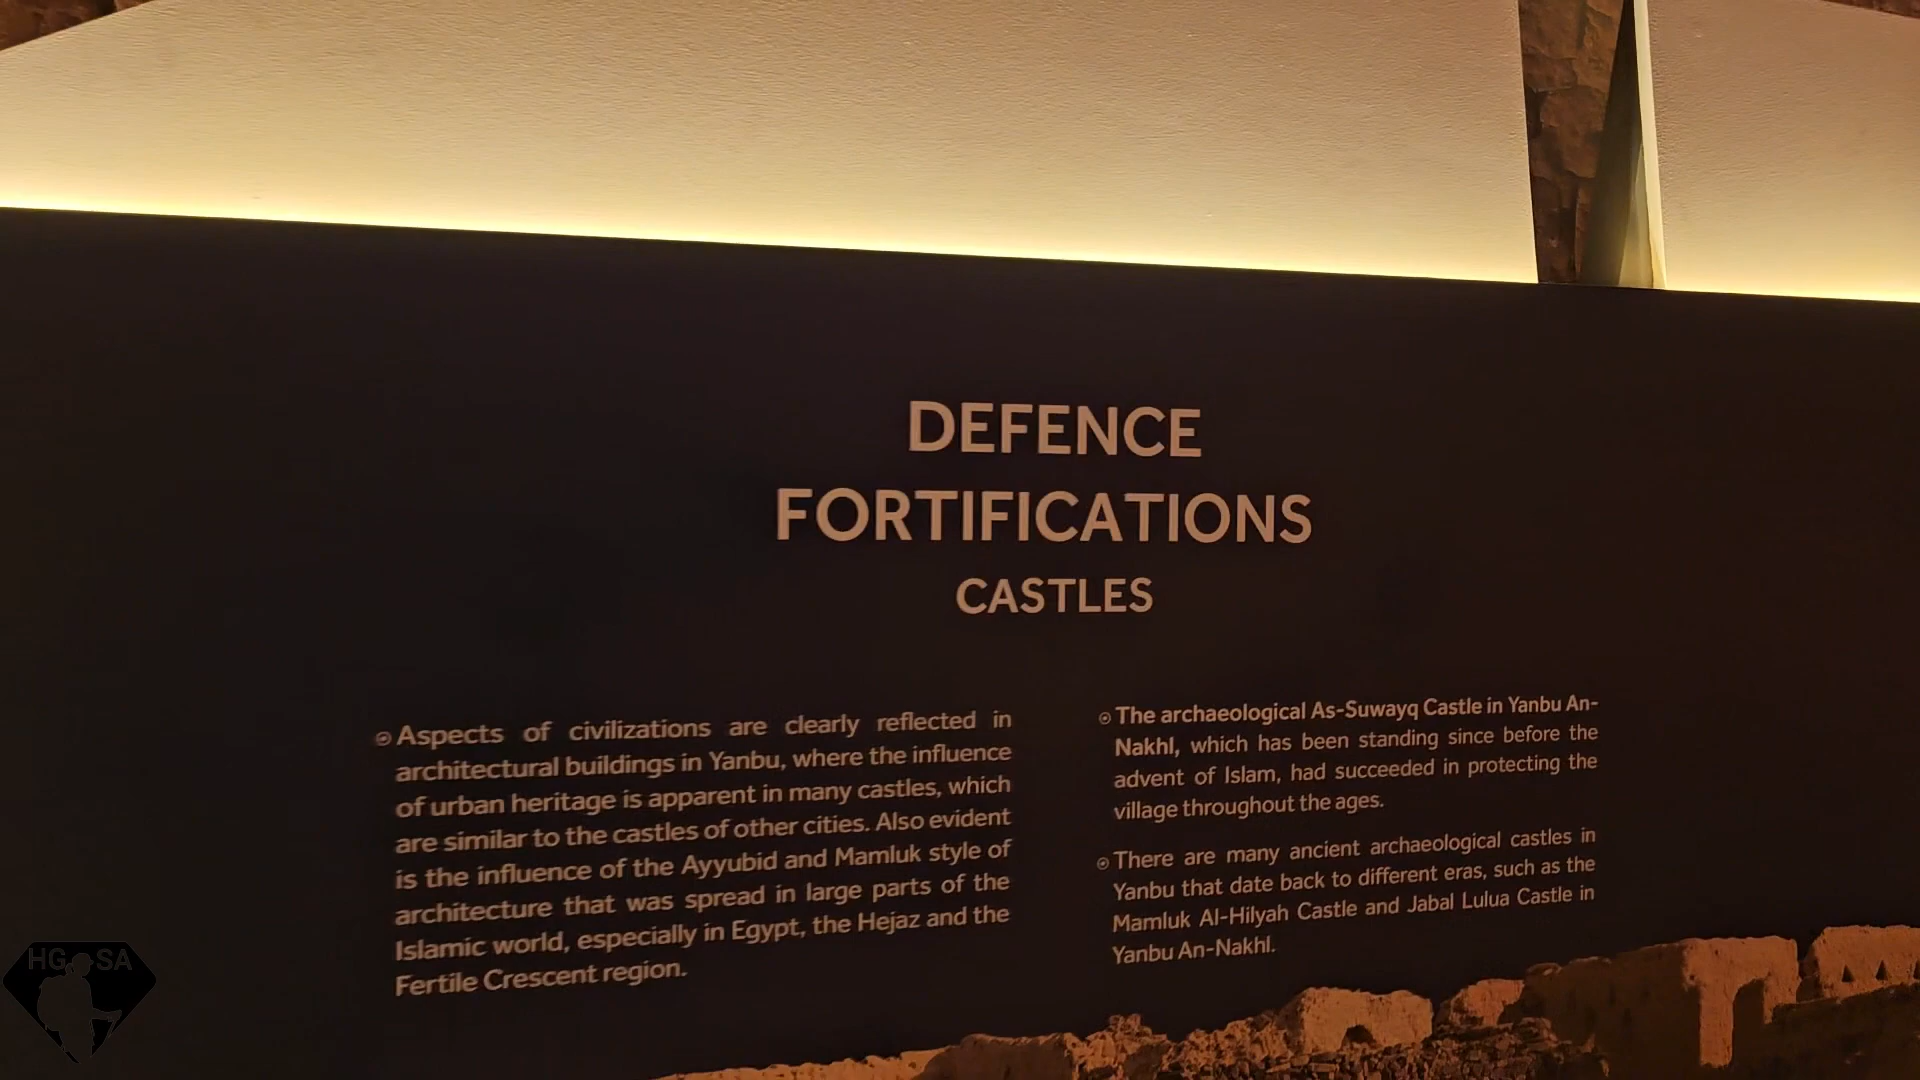 DEFENCE
FORTIFICATIONS
CASTLES
Aspects of civilizations are clearly reflected in
architectural buildings in Yanbu, where the influence
of urban heritage is apparent in many castles, which
are similar to the castles of other cities. Also evident
is the influence of the Ayyubid and Mamluk style of
architecture that was spread in large parts of the
Islamic world, especially in Egypt, the Hejaz and the
Fertile Crescent region.
The archaeological As-Suwayq Castle in Yanbu An-
Nakhl, which has been standing since before the
advent of Islam, had succeeded in protecting the
village throughout the ages.
There are many ancient archaeological castles in
Yanbu that date back to different eras, such as the
Mamluk Al-Hilyah Castle and Jabal Lulua Castle in
Yanbu An-Nakhl.
HG SA